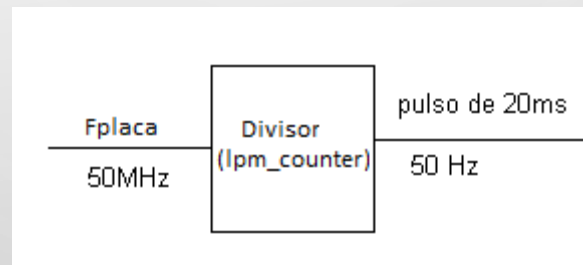 Fplaca
50MHz
Divisor
(lpm_counter)
pulso de 20ms
50 Hz